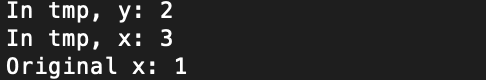 In tmp, y: 2
In tmp, x: 3
Original x: 1